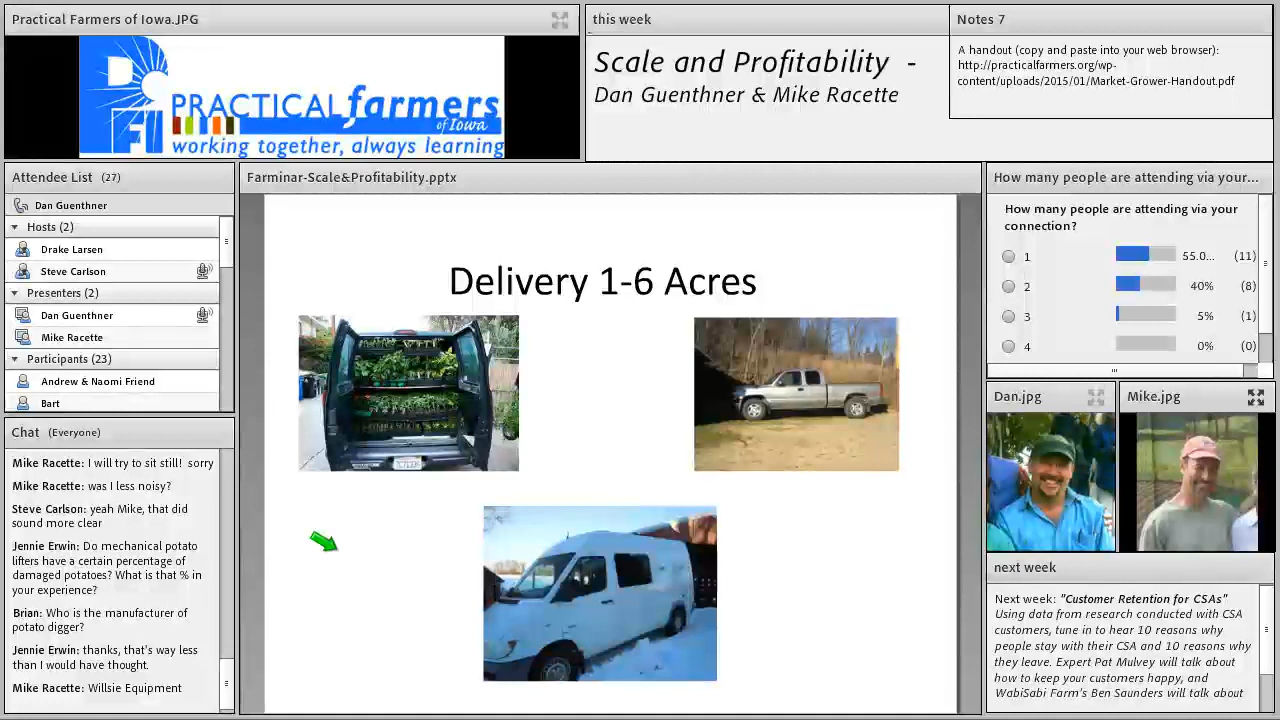 Practical Farmers of Iowa.JPG
PRACTICAL farmers
of Iowa
PFI
working together, always learning
this week
Scale and Profitability -
Dan Guenthner & Mike Racette
Notes 7
A handout (copy and paste into your web browser):
http://practicalfarmers.org/wp-
content/uploads/2015/01/Market-Grower-Handout.pdf
Attendee List (27)
Dan Guenthner
Hosts (2)
Drake Larsen
Steve Carlson
Presenters (2)
Dan Guenthner
Mike Racette
Participants (23)
Andrew & Naomi Friend
Bart
Chat (Everyone)
Mike Racette: I will try to sit still! sorry
Mike Racette: was I less noisy?
Steve Carlson: yeah Mike, that did
sound more clear
Jennie Erwin: Do mechanical potato
lifters have a certain percentage of
damaged potatoes? What is that % in
your experience?
Brian: Who is the manufacturer of
potato digger?
Jennie Erwin: thanks, that's way less
than I would have thought.
Mike Racette: Willsie Equipment
Farminar-Scale&Profitability.pptx
Delivery 1-6 Acres
How many people are attending via your...
How many people are attending via your
connection?
1 55.0... (11)
2 40% (8)
3 5% (1)
4 0% (0)
Dan.jpg
Mike.jpg
next week
Next week: "Customer Retention for CSAs"
Using data from research conducted with CSA
customers, tune in to hear 10 reasons why
people stay with their CSA and 10 reasons why
they leave. Expert Pat Mulvey will talk about
how to keep your customers happy, and
WabiSabi Farm's Ben Saunders will talk about